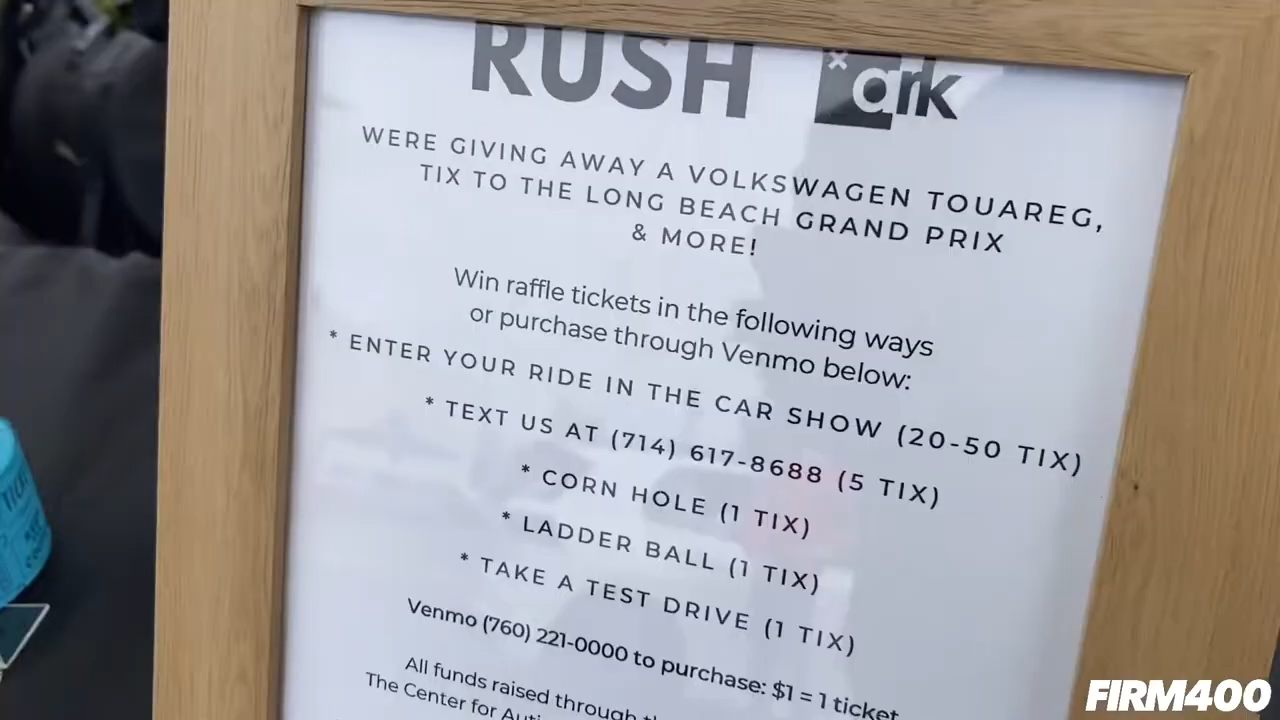 RUSH
ark
WERE GIVING AWAY A VOLKSWAGEN TOUAREG,
TIX TO THE LONG BEACH GRAND PRIX
& MORE!
Win raffle tickets in the following ways
or purchase through Venmo below:
* ENTER YOUR RIDE IN THE CAR SHOW (20-50 TIX)
* TEXT US AT (714) 617-8688 (5 TIX)
* CORN HOLE (1 TIX)
* LADDER BALL (1 TIX)
* TAKE A TEST DRIVE (1 TIX)
Venmo (760) 221-0000 to purchase: $1 = 1 ticket
All funds raised through
The Center for
FIRM400